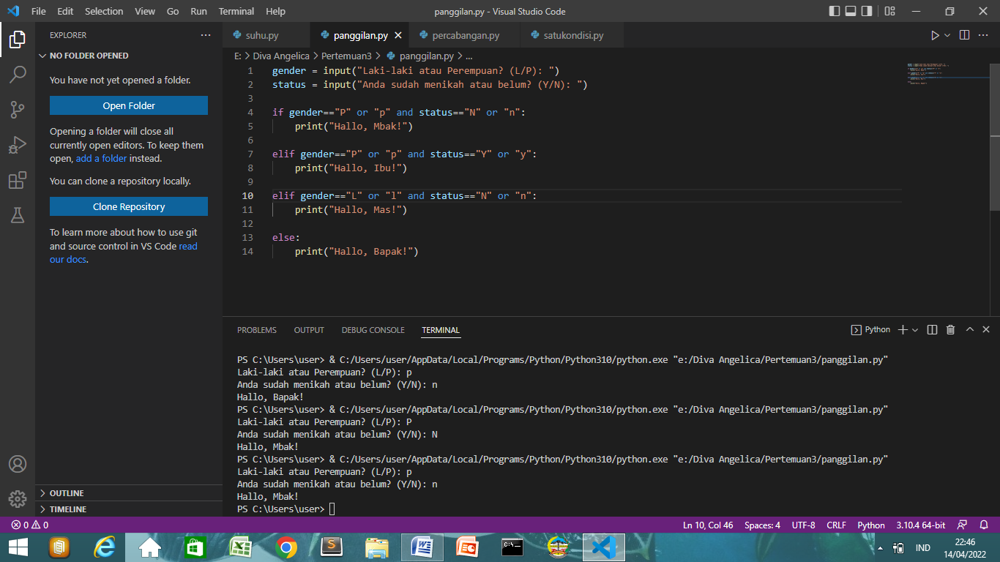 File Edit Selection View Go Run Terminal Help
panggilan.py - Visual Studio Code
EXPLORER
NO FOLDER OPENED
You have not yet opened a folder.
Open Folder
Opening a folder will close all
currently open editors. To keep them
open, add a folder instead.
You can clone a repository locally.
Clone Repository
To learn more about how to use git
and source control in VS Code read
our docs.
OUTLINE
TIMELINE
suhu.py panggilan.py percabangan.py satukondisi.py
E: > Diva Angelica > Pertemuan3 > panggilan.py > ...
1 gender = input("Laki-laki atau Perempuan? (L/P): ")
2 status = input("Anda sudah menikah atau belum? (Y/N): ")
3
4 if gender=="P" or "p" and status=="N" or "n":
5 print("Hallo, Mbak!")
6
7 elif gender=="P" or "p" and status=="Y" or "y":
8 print("Hallo, Ibu!")
9
10 elif gender=="L" or "l" and status=="N" or "n":
11 print("Hallo, Mas!")
12
13 else:
14 print("Hallo, Bapak!")
PROBLEMS OUTPUT DEBUG CONSOLE TERMINAL
Python
PS C:\Users\user> & C:/Users/user/AppData/Local/Programs/Python/Python310/python.exe "e:/Diva Angelica/Pertemuan3/panggilan.py"
Laki-laki atau Perempuan? (L/P): p
Anda sudah menikah atau belum? (Y/N): n
Hallo, Bapak!
PS C:\Users\user> & C:/Users/user/AppData/Local/Programs/Python/Python310/python.exe "e:/Diva Angelica/Pertemuan3/panggilan.py"
Laki-laki atau Perempuan? (L/P): P
Anda sudah menikah atau belum? (Y/N): N
Hallo, Mbak!
PS C:\Users\user> & C:/Users/user/AppData/Local/Programs/Python/Python310/python.exe "e:/Diva Angelica/Pertemuan3/panggilan.py"
Laki-laki atau Perempuan? (L/P): p
Anda sudah menikah atau belum? (Y/N): n
Hallo, Mbak!
PS C:\Users\user>
0 0
Ln 10, Col 46 Spaces: 4 UTF-8 CRLF Python 3.10.4 64-bit
IND
22:46
14/04/2022